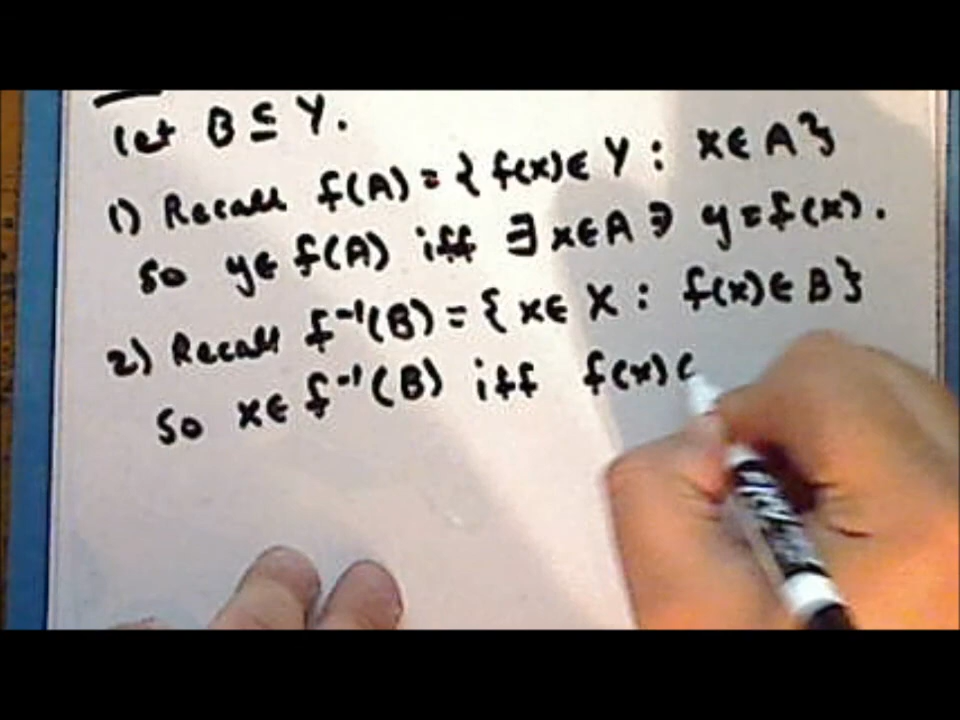 Let B ⊆ Y.
1) Recall f(A) = { f(x) ∈ Y : x ∈ A }
So y ∈ f(A) iff ∃ x ∈ A ∋ y = f(x).
2) Recall f⁻¹(B) = { x ∈ X : f(x) ∈ B }
So x ∈ f⁻¹(B) iff f(x)